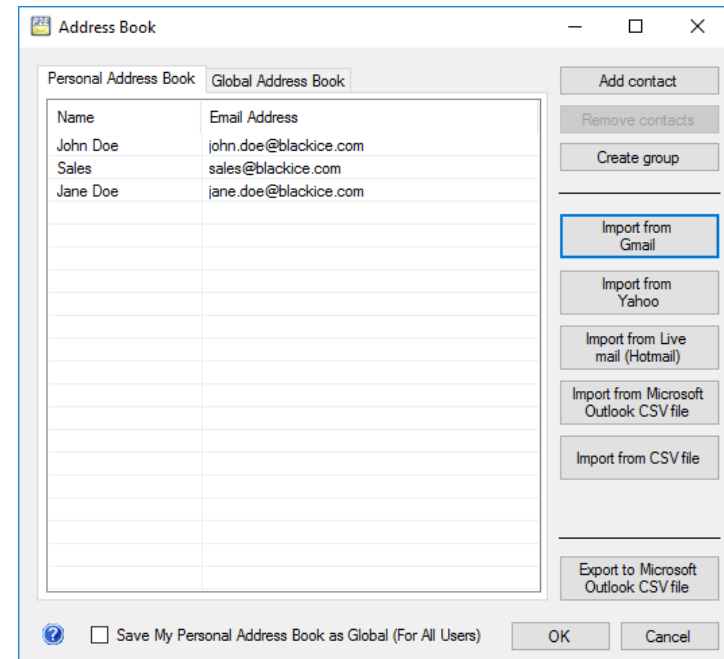 Address Book
Personal Address Book Global Address Book
Name Email Address
John Doe john.doe@blackice.com
Sales sales@blackice.com
Jane Doe jane.doe@blackice.com
Add contact
Remove contacts
Create group
Import from
Gmail
Import from
Yahoo
Import from Live
mail (Hotmail)
Import from Microsoft
Outlook CSV file
Import from CSV file
Export to Microsoft
Outlook CSV file
Save My Personal Address Book as Global (For All Users)
OK Cancel